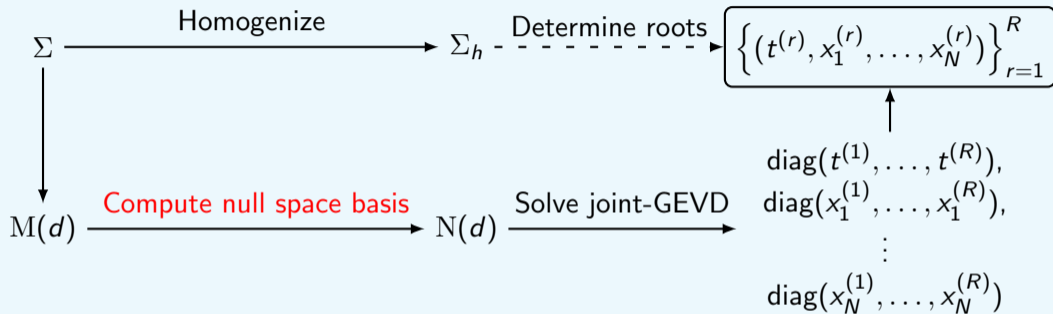 Homogenize
Σ
Σ_h
Determine roots
{(t^{(r)}, x_1^{(r)}, . . . , x_N^{(r)})}_{r=1}^{R}
M(d)
Compute null space basis
N(d)
Solve joint-GEVD
diag(t^{(1)}, . . . , t^{(R)}),
diag(x_1^{(1)}, . . . , x_1^{(R)}),
⋮
diag(x_N^{(1)}, . . . , x_N^{(R)})